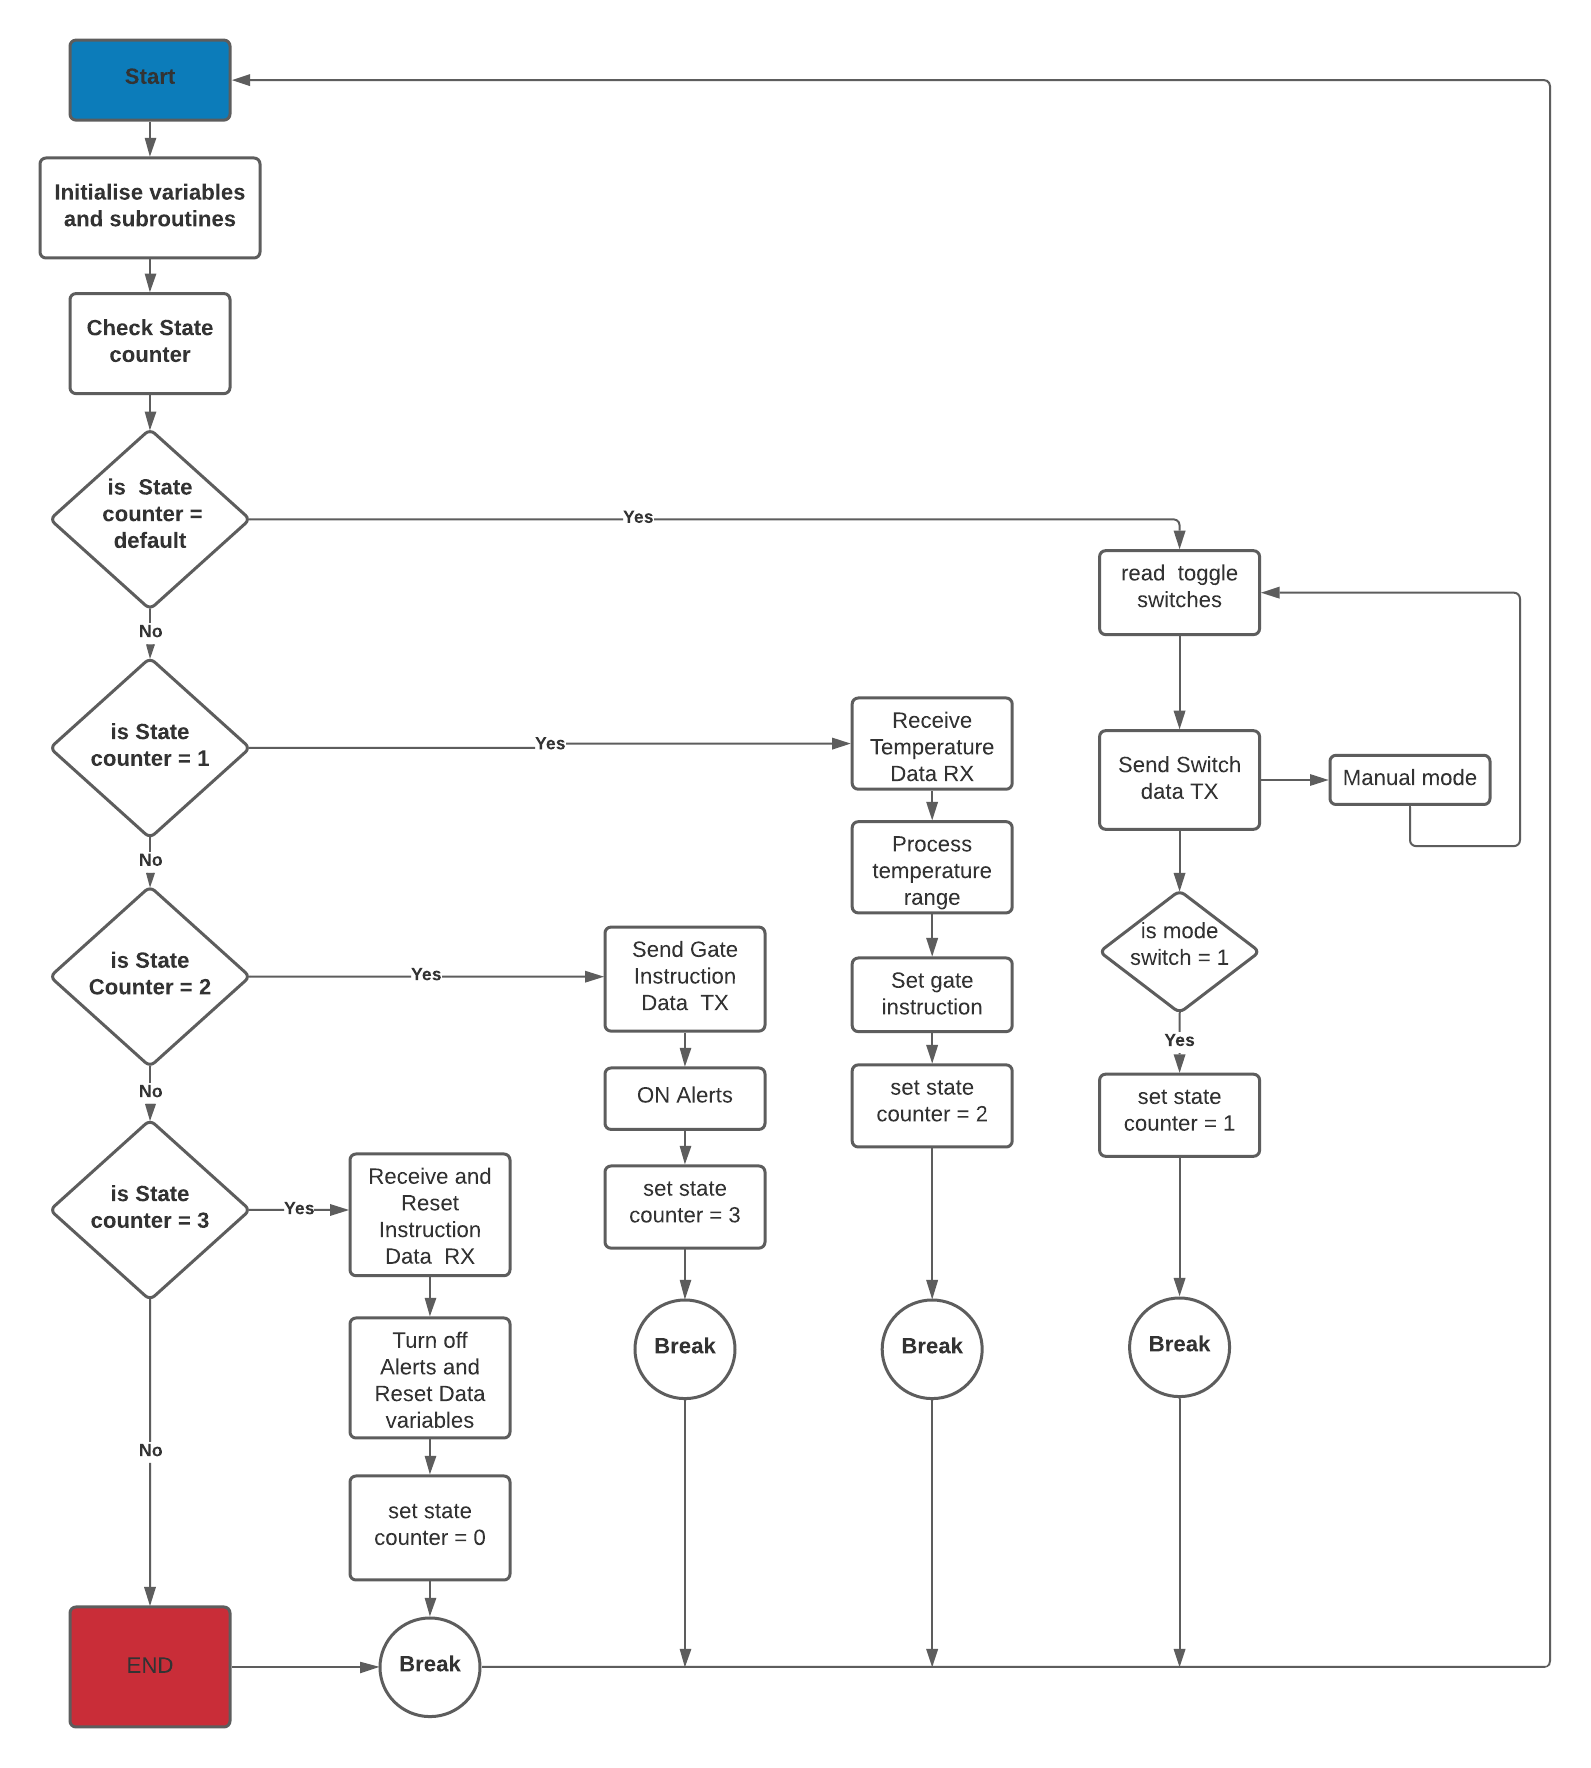 Start
Initialise variables
and subroutines
Check State
counter
is  State
counter =
default
Yes
No
read  toggle
switches
is State
counter = 1
Yes
No
Receive
Temperature
Data RX
Send Switch
data TX
Manual mode
Process
temperature
range
is mode
switch = 1
Yes
is State
Counter = 2
Yes
No
Send Gate
Instruction
Data  TX
Set gate
instruction
ON Alerts
set state
counter = 2
set state
counter = 1
is State
counter = 3
Yes
No
Receive and
Reset
Instruction
Data  RX
set state
counter = 3
Break
Break
Break
Turn off
Alerts and
Reset Data
variables
set state
counter = 0
END
Break